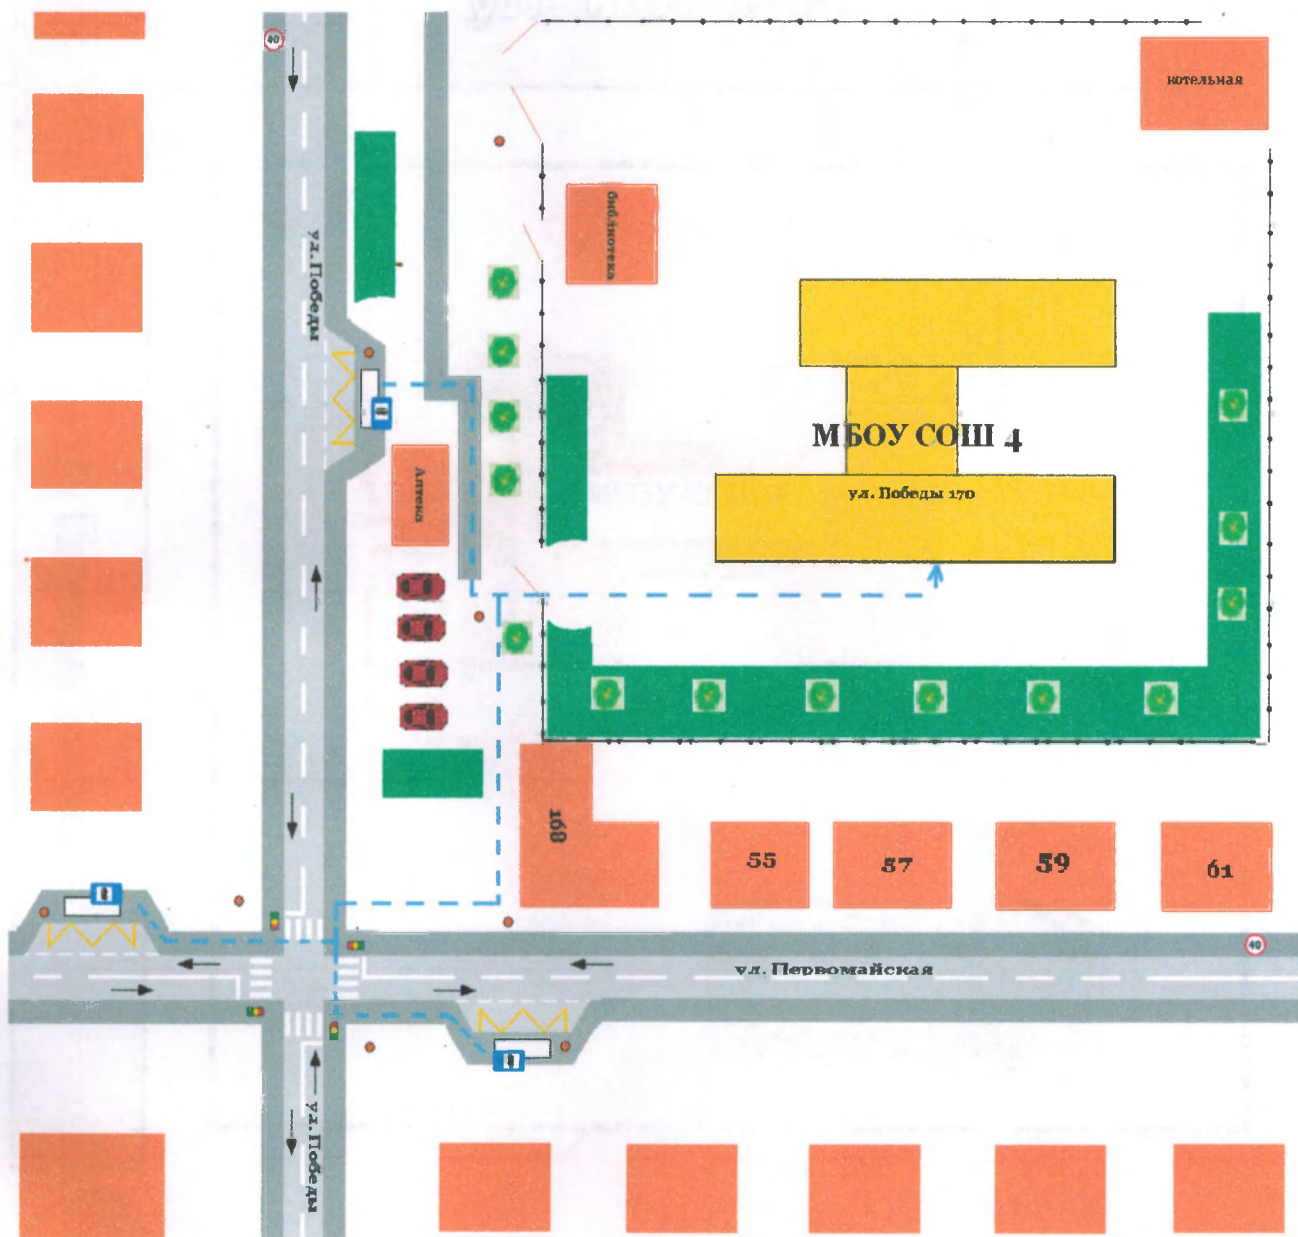 40
котельная
библиотека
ул. Победы
МБОУ СОШ 4
ул. Победы 170
Аптека
168
55
57
59
61
40
ул. Первомайская
ул. Победы